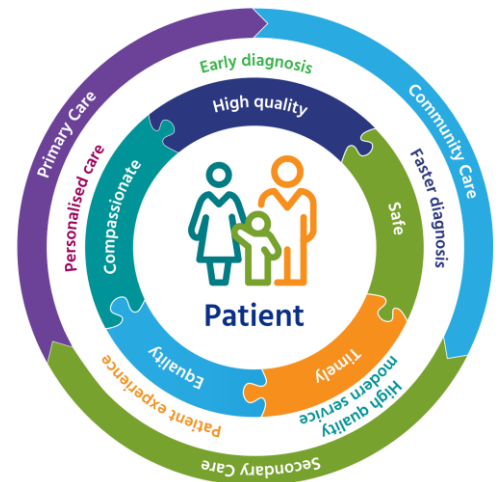 Primary Care
Community Care
Secondary Care
Early diagnosis
Faster diagnosis
High quality
modern service
Patient experience
Personalised care
High quality
Safe
Timely
Equality
Compassionate
Patient